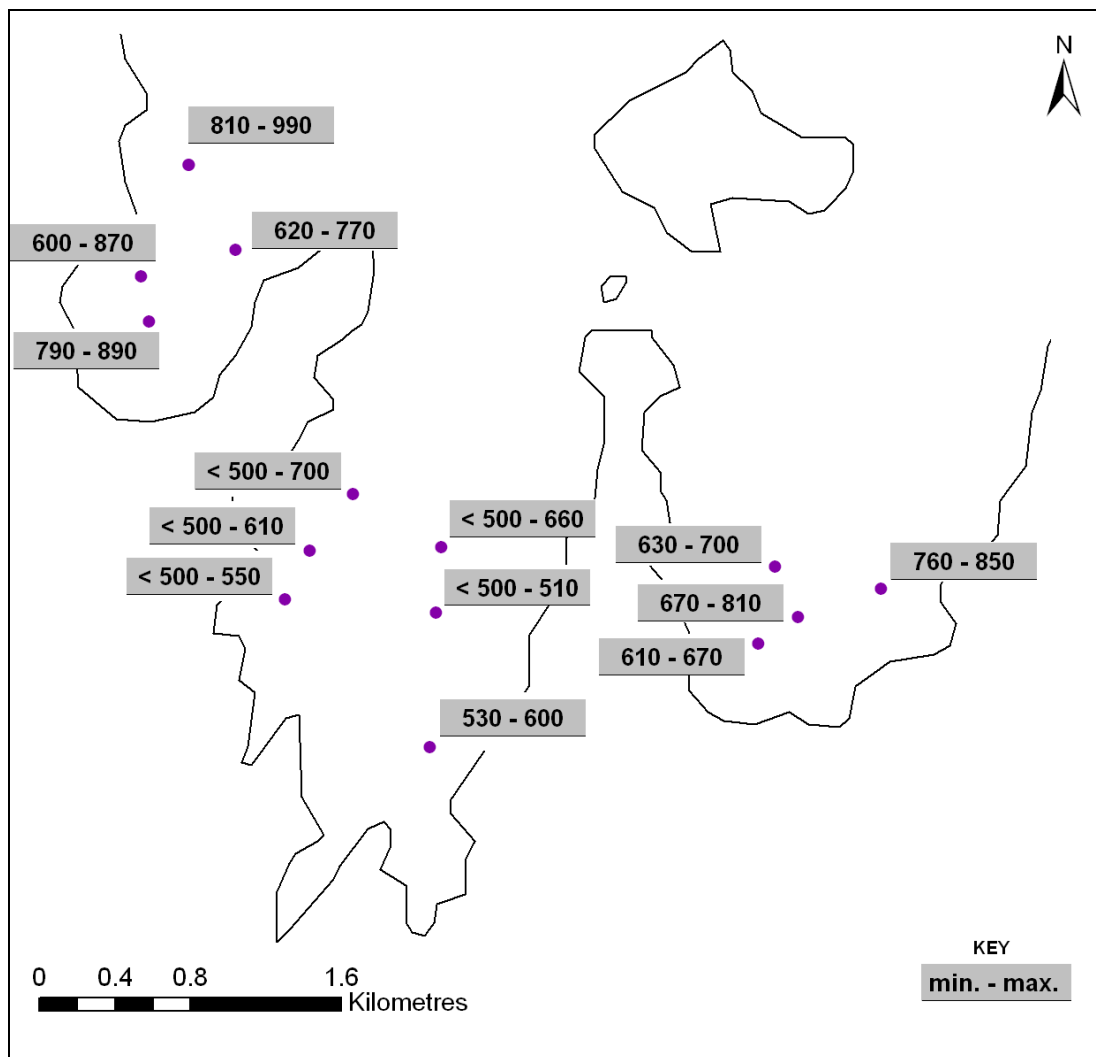 N
810 - 990
600 - 870
620 - 770
790 - 890
< 500 - 700
< 500 - 610
< 500 - 550
< 500 - 660
< 500 - 510
530 - 600
630 - 700
670 - 810
610 - 670
760 - 850
0 0.4 0.8 1.6
Kilometres
KEY
min. - max.